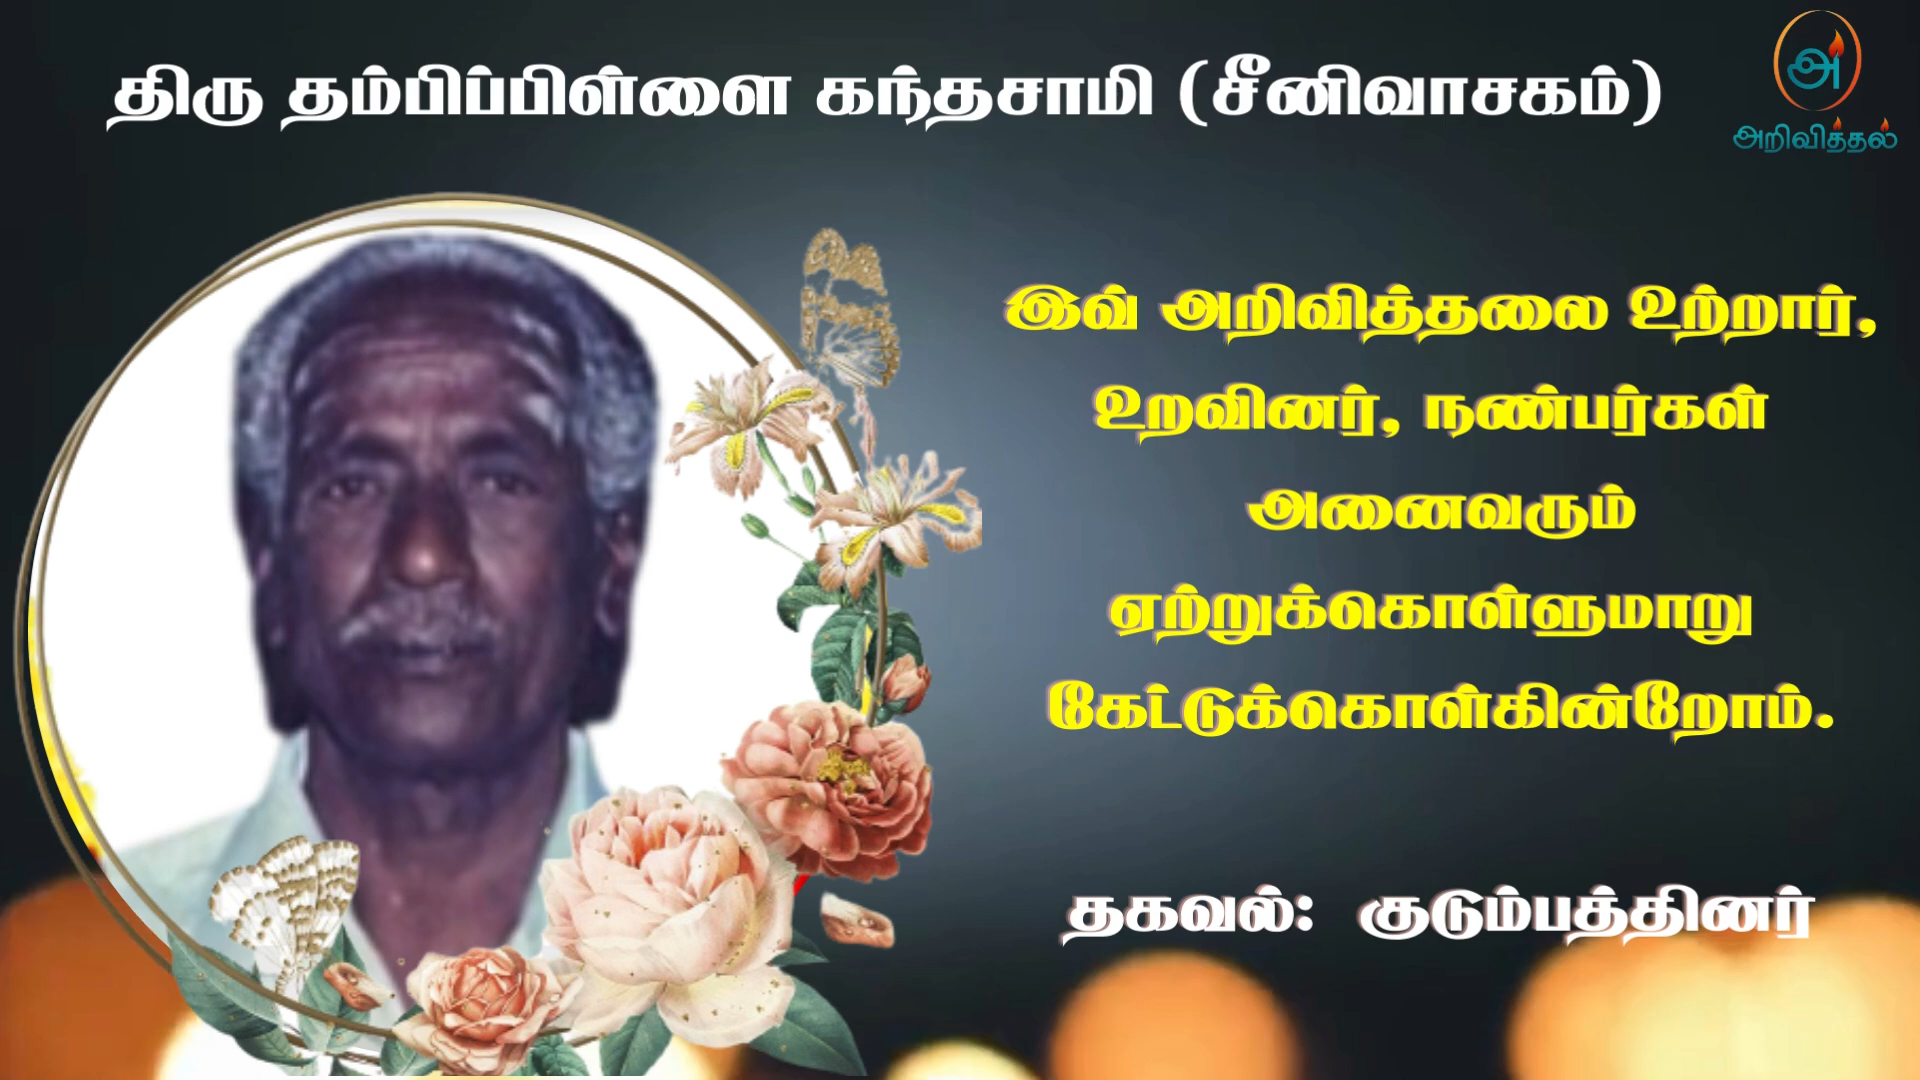 திரு தம்பிப்பிள்ளை கந்தசாமி (சீனிவாசகம்)
அ
அறிவித்தல்
இவ் அறிவித்தலை உற்றார்,
உறவினர், நண்பர்கள்
அனைவரும்
ஏற்றுக்கொள்ளுமாறு
கேட்டுக்கொள்கின்றோம்.
தகவல்: குடும்பத்தினர்